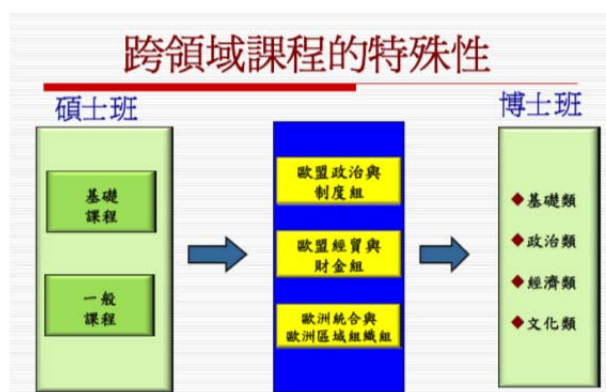 跨領域課程的特殊性
碩士班
博士班
基礎
課程
一般
課程
歐盟政治與
制度組
歐盟經貿與
財金組
歐洲統合與
歐洲區域組織組
◆基礎類
◆政治類
◆經濟類
◆文化類